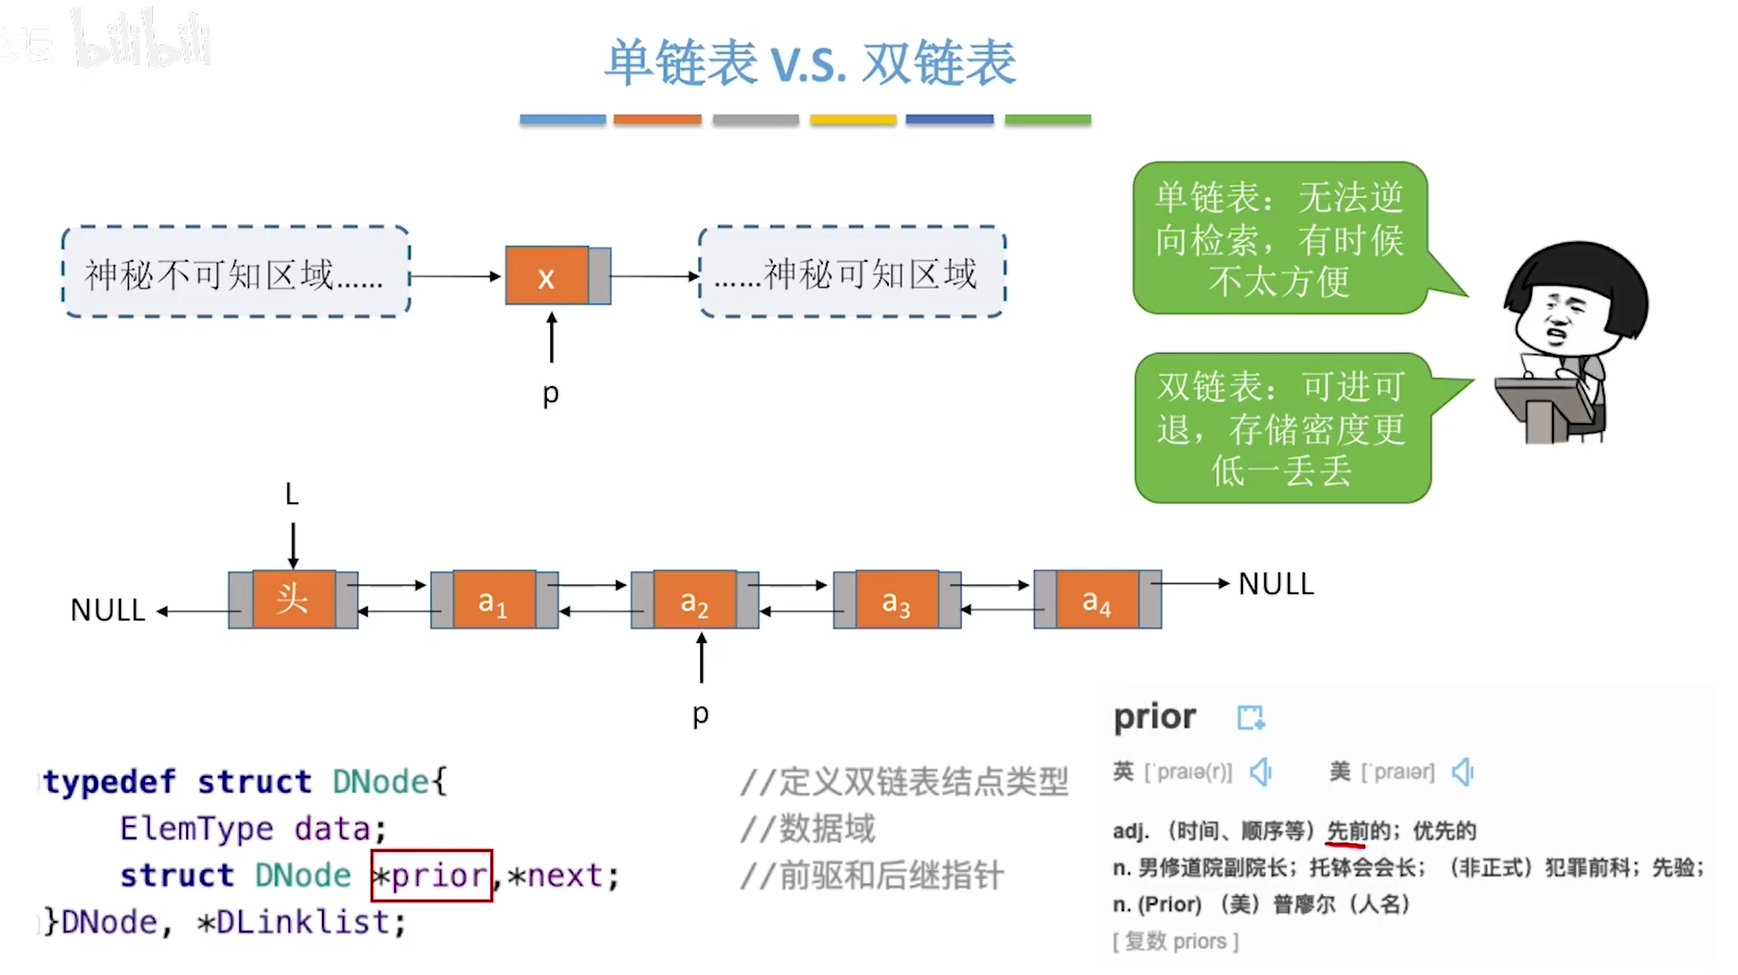 bilibili
单链表 V.S. 双链表
神秘不可知区域……
x
……神秘可知区域
p
单链表：无法逆
向检索，有时候
不太方便
双链表：可进可
退，存储密度更
低一丢丢
L
NULL
头
a₁
a₂
a₃
a₄
NULL
p
typedef struct DNode{ //定义双链表结点类型
ElemType data; //数据域
struct DNode *prior,*next; //前驱和后继指针
}DNode, *DLinklist;
prior
英 [ˈpraɪə(r)] 美 [ˈpraɪər]
adj. （时间、顺序等）先前的；优先的
n. 男修道院副院长；托钵会会长；（非正式）犯罪前科；先验；
n. (Prior) （美）普廖尔（人名）
[ 复数 priors ]